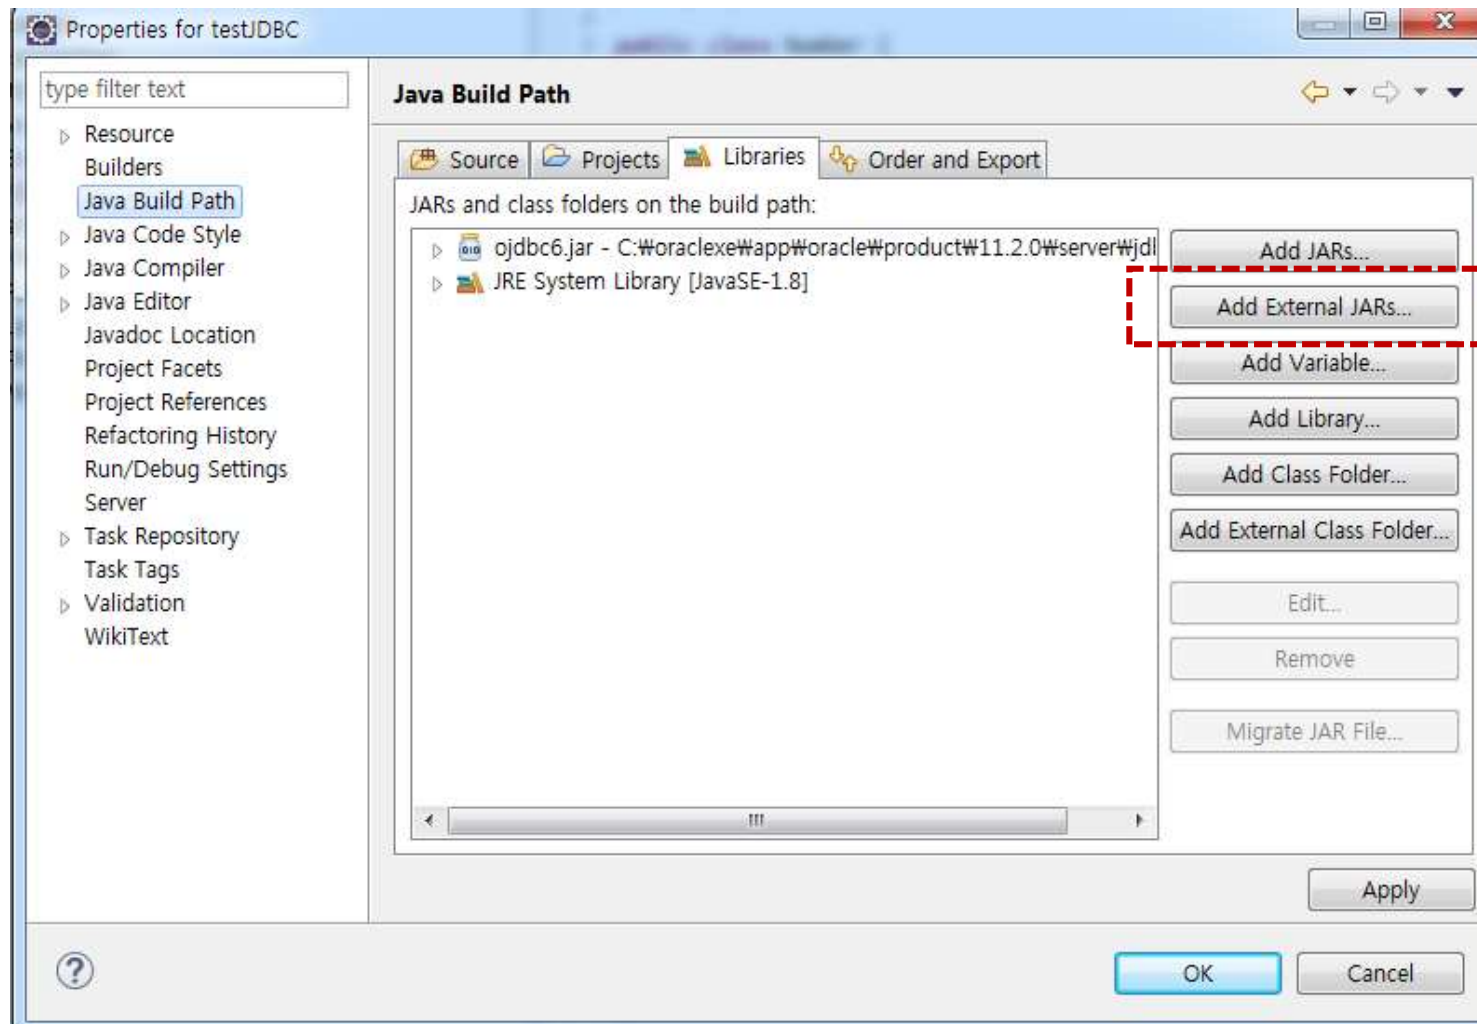 Properties for testJDBC
type filter text
Resource
Builders
Java Build Path
Java Code Style
Java Compiler
Java Editor
Javadoc Location
Project Facets
Project References
Refactoring History
Run/Debug Settings
Server
Task Repository
Task Tags
Validation
WikiText
Java Build Path
Source Projects Libraries Order and Export
JARs and class folders on the build path:
ojdbc6.jar - C:₩oraclexe₩app₩oracle₩product₩11.2.0₩server₩jdl
JRE System Library [JavaSE-1.8]
Add JARs...
Add External JARs...
Add Variable...
Add Library...
Add Class Folder...
Add External Class Folder...
Edit...
Remove
Migrate JAR File...
Apply
OK Cancel